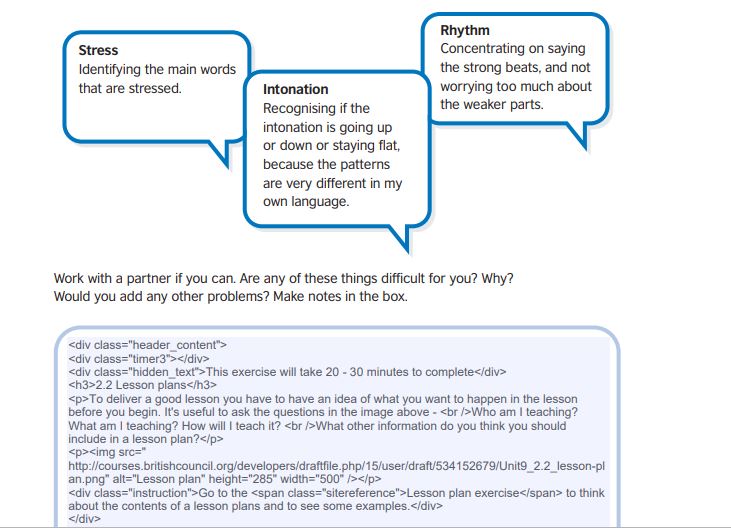 Stress
Identifying the main words
that are stressed.
Intonation
Recognising if the
intonation is going up
or down or staying flat,
because the patterns
are very different in my
own language.
Rhythm
Concentrating on saying
the strong beats, and not
worrying too much about
the weaker parts.
Work with a partner if you can. Are any of these things difficult for you? Why?
Would you add any other problems? Make notes in the box.
<div class="header_content">
<div class="timer3"></div>
<div class="hidden_text">This exercise will take 20 - 30 minutes to complete</div>
<h3>2.2 Lesson plans</h3>
<p>To deliver a good lesson you have to have an idea of what you want to happen in the lesson
before you begin. It's useful to ask the questions in the image above - <br />Who am I teaching?
What am I teaching? How will I teach it? <br />What other information do you think you should
include in a lesson plan?</p>
<p><img src="
http://courses.britishcouncil.org/developers/draftfile.php/15/user/draft/534152679/Unit9_2.2_lesson-pl
an.png" alt="Lesson plan" height="285" width="500" /></p>
<div class="instruction">Go to the <span class="sitereference">Lesson plan exercise</span> to think
about the contents of a lesson plans and to see some examples.</div>
</div>